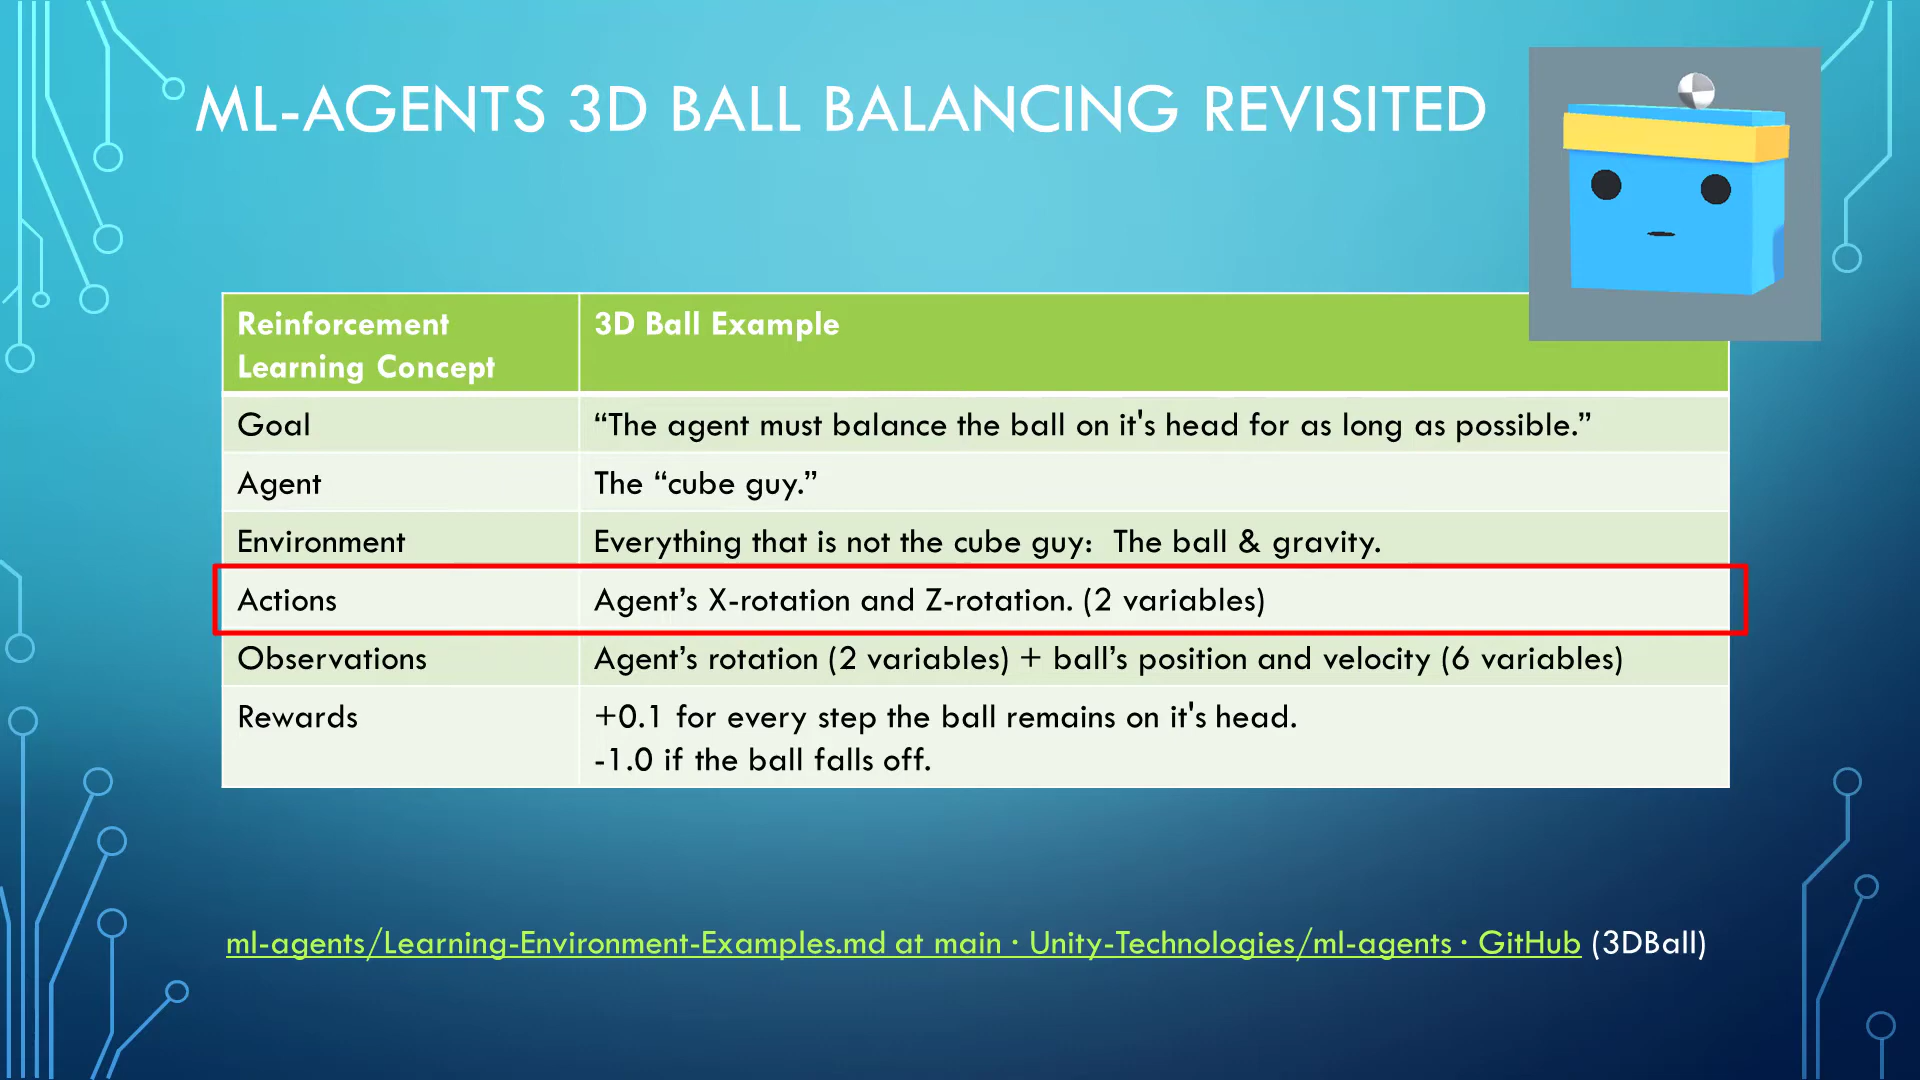 ML-AGENTS 3D BALL BALANCING REVISITED
Reinforcement Learning Concept
3D Ball Example
Goal
“The agent must balance the ball on it's head for as long as possible.”
Agent
The “cube guy.”
Environment
Everything that is not the cube guy:  The ball & gravity.
Actions
Agent’s X-rotation and Z-rotation. (2 variables)
Observations
Agent’s rotation (2 variables) + ball’s position and velocity (6 variables)
Rewards
+0.1 for every step the ball remains on it's head.
-1.0 if the ball falls off.
ml-agents/Learning-Environment-Examples.md at main · Unity-Technologies/ml-agents · GitHub (3DBall)